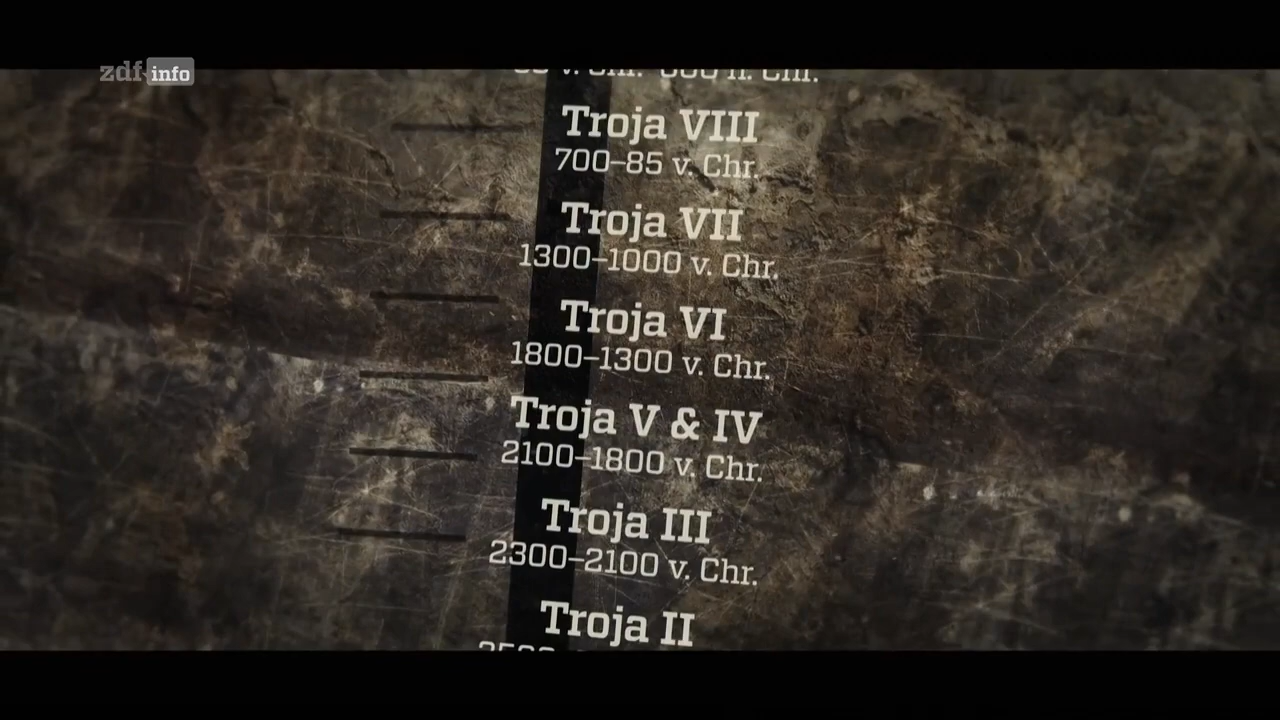 zdf info
Troja VIII
700–85 v. Chr.
Troja VII
1300–1000 v. Chr.
Troja VI
1800–1300 v. Chr.
Troja V & IV
2100–1800 v. Chr.
Troja III
2300–2100 v. Chr.
Troja II